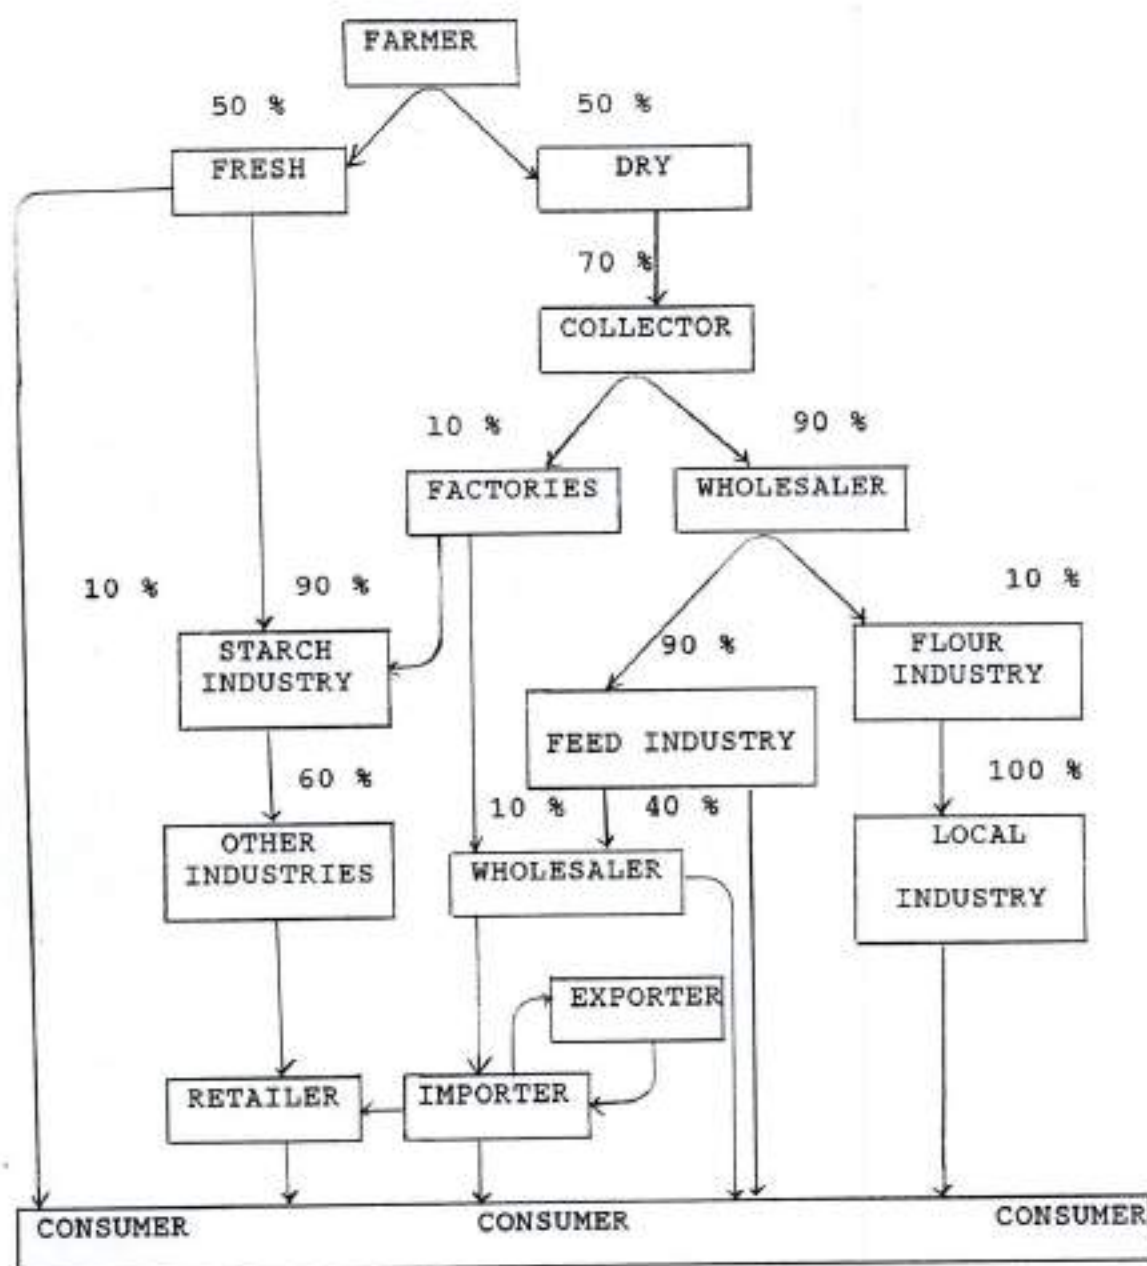 FARMER
50 %
50 %
FRESH
DRY
70 %
COLLECTOR
10 %
90 %
FACTORIES
WHOLESALER
10 %
90 %
10 %
STARCH
INDUSTRY
90 %
FLOUR
INDUSTRY
FEED INDUSTRY
60 %
100 %
10 %
40 %
OTHER
INDUSTRIES
WHOLESALER
LOCAL
INDUSTRY
EXPORTER
RETAILER
IMPORTER
CONSUMER
CONSUMER
CONSUMER